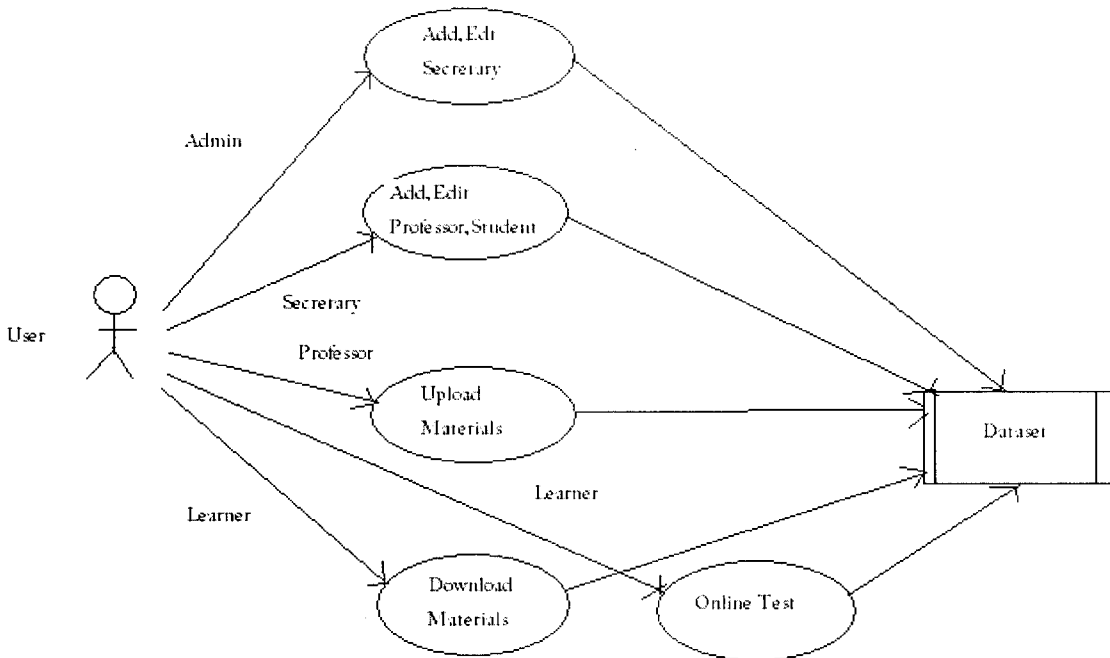 Add, Edt
Secretary
Admin
Add, Edit
Professor, Student
Secretary
User
Professor
Upload
Materials
Dataset
Learner
Learner
Download
Materials
Online Test